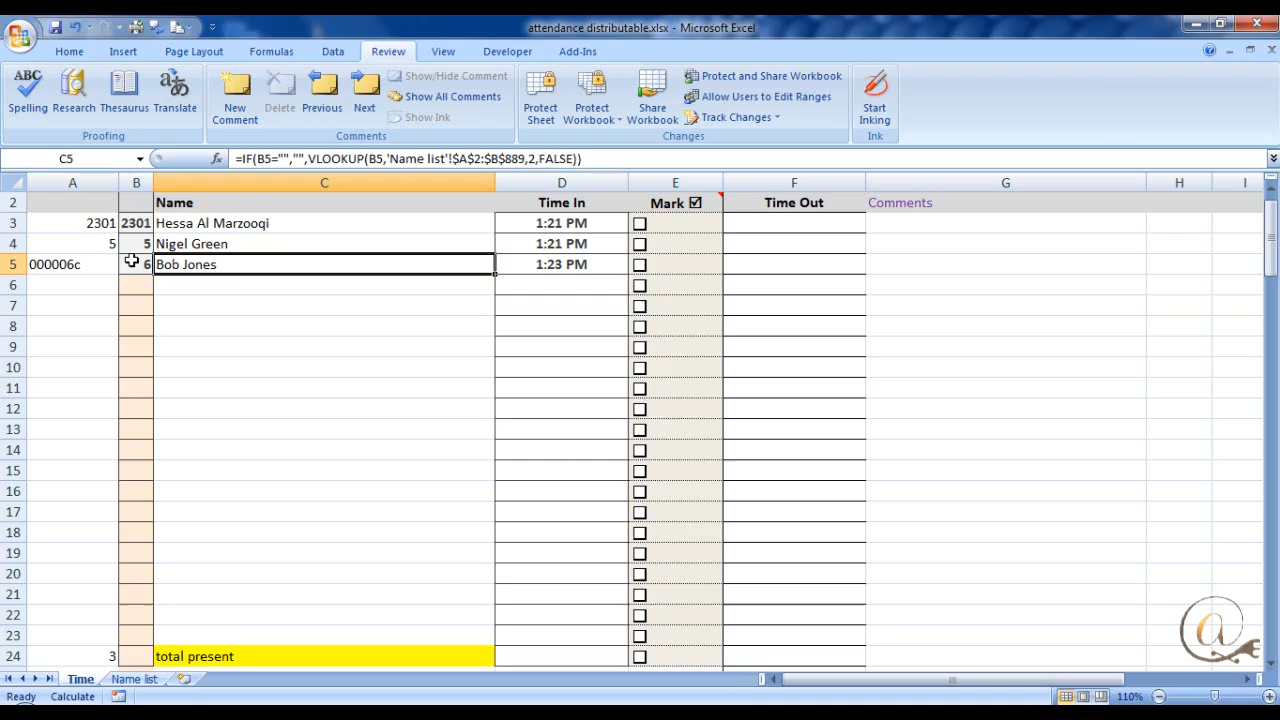 attendance distributable.xlsx - Microsoft Excel
Home Insert Page Layout Formulas Data Review View Developer Add-Ins
ABC
Spelling Research Thesaurus Translate
New Comment Delete Previous Next
Show/Hide Comment
Show All Comments
Show Ink
Protect Sheet Protect Workbook Share Workbook
Protect and Share Workbook
Allow Users to Edit Ranges
Track Changes
Start Inking
Proofing Comments Changes Ink
C5 fx =IF(B5="","",VLOOKUP(B5,'Name list'!$A$2:$B$889,2,FALSE))
A B C D E F G H I
2 Name Time In Mark ☑ Time Out Comments
3 2301 2301 Hessa Al Marzooqi 1:21 PM
4 5 5 Nigel Green 1:21 PM
5 000006c 6 Bob Jones 1:23 PM
6
7
8
9
10
11
12
13
14
15
16
17
18
19
20
21
22
23
24 3 total present
Time Name list
Ready Calculate 110%